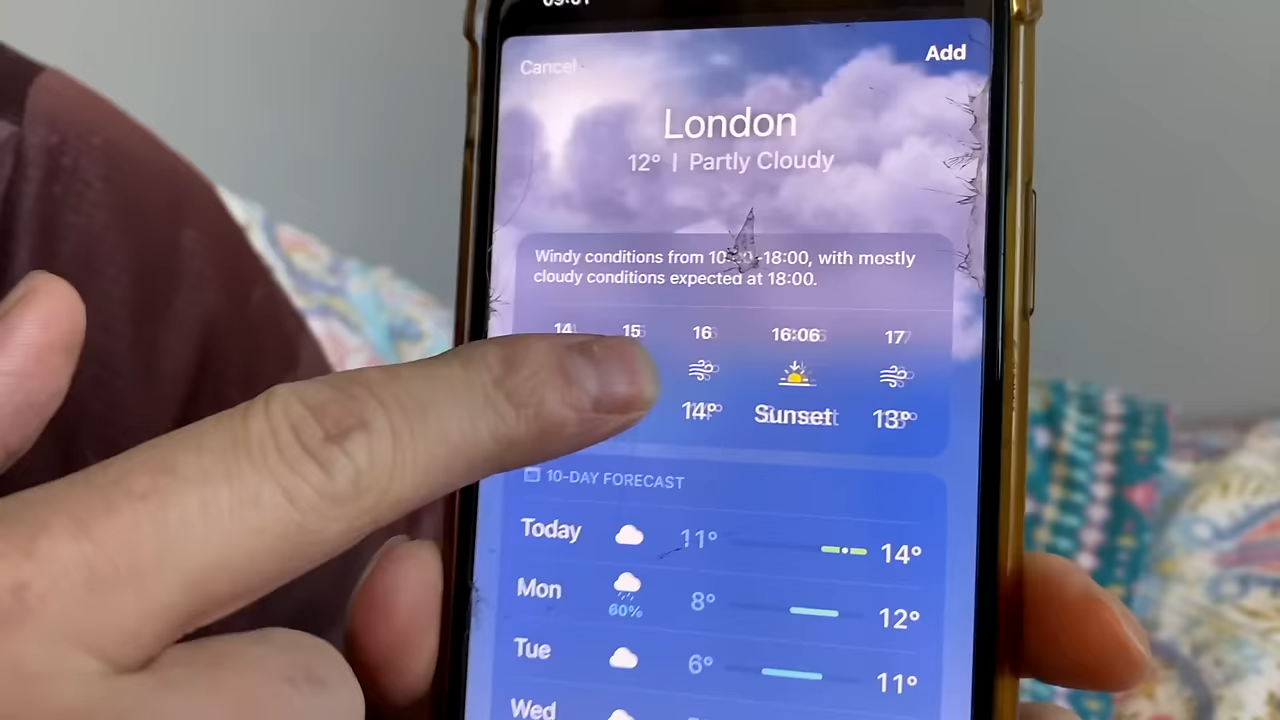 Cancel
Add
London
12° | Partly Cloudy
Windy conditions from -18:00, with mostly
cloudy conditions expected at 18:00.
14 15 16 16:06 17
14° Sunset 13°
10-DAY FORECAST
Today 11° 14°
Mon 60% 8° 12°
Tue 6° 11°
Wed